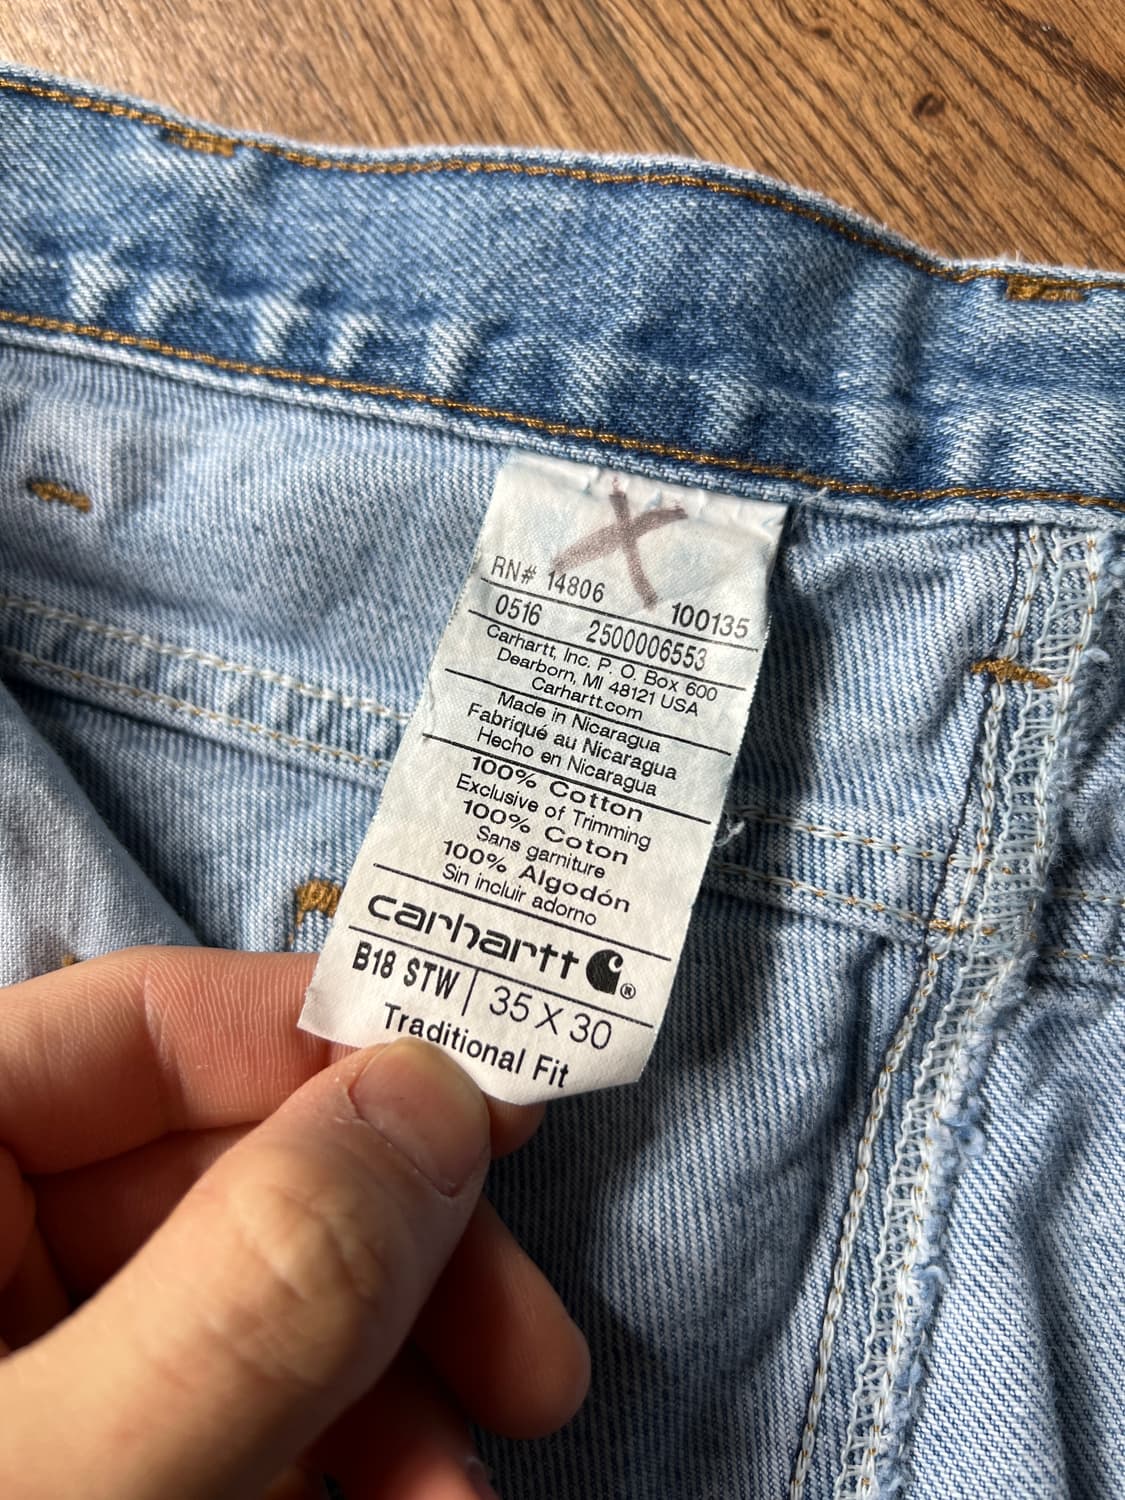 X
RN# 14806 100135
0516 2500006553
Carhartt, Inc. P. O. Box 600
Dearborn, MI 48121 USA
Carhartt.com
Made in Nicaragua
Fabriqué au Nicaragua
Hecho en Nicaragua
100% Cotton
Exclusive of Trimming
100% Coton
Sans garniture
100% Algodón
Sin incluir adorno
carhartt ®
B18 STW | 35 X 30
Traditional Fit